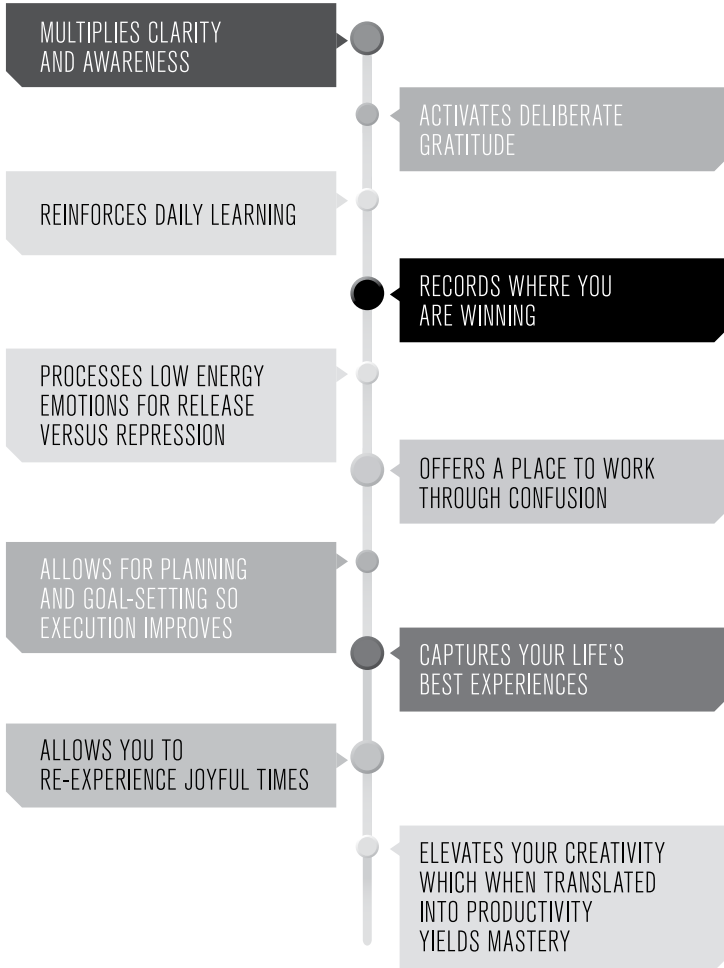 MULTIPLIES CLARITY
AND AWARENESS
ACTIVATES DELIBERATE
GRATITUDE
REINFORCES DAILY LEARNING
RECORDS WHERE YOU
ARE WINNING
PROCESSES LOW ENERGY
EMOTIONS FOR RELEASE
VERSUS REPRESSION
OFFERS A PLACE TO WORK
THROUGH CONFUSION
ALLOWS FOR PLANNING
AND GOAL-SETTING SO
EXECUTION IMPROVES
CAPTURES YOUR LIFE'S
BEST EXPERIENCES
ALLOWS YOU TO
RE-EXPERIENCE JOYFUL TIMES
ELEVATES YOUR CREATIVITY
WHICH WHEN TRANSLATED
INTO PRODUCTIVITY
YIELDS MASTERY